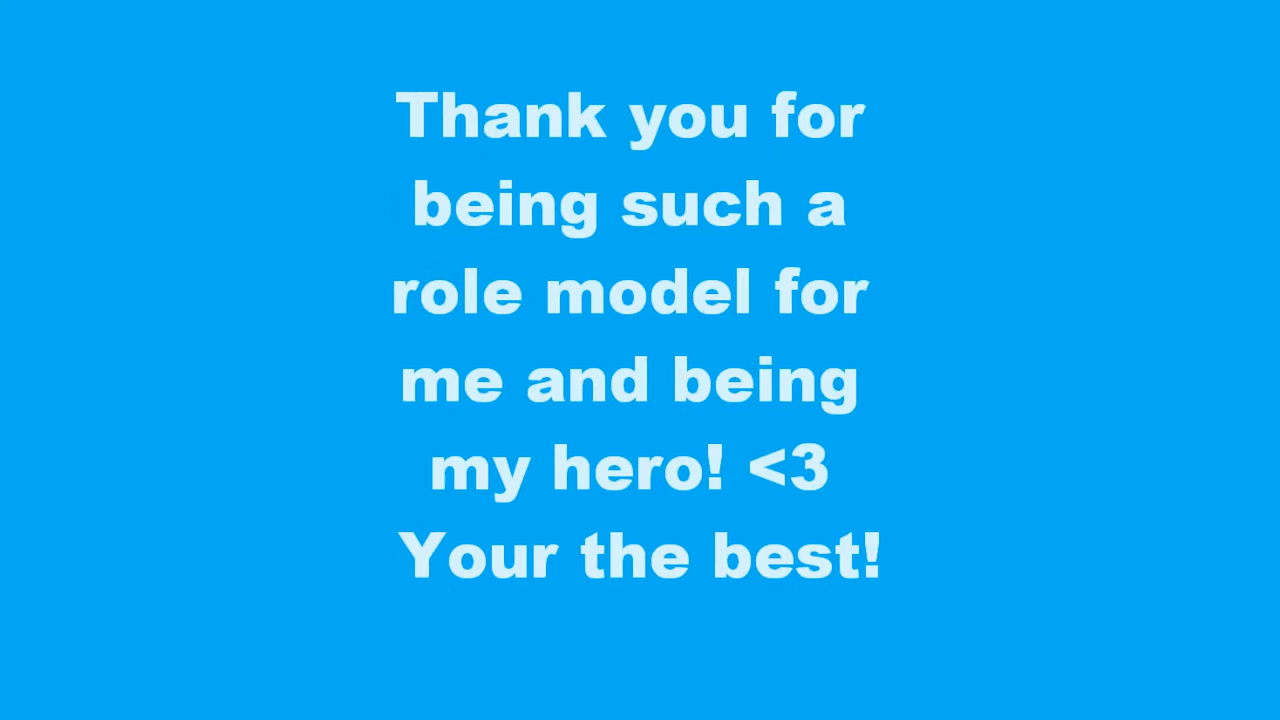 Thank you for
being such a
role model for
me and being
my hero! <3
Your the best!